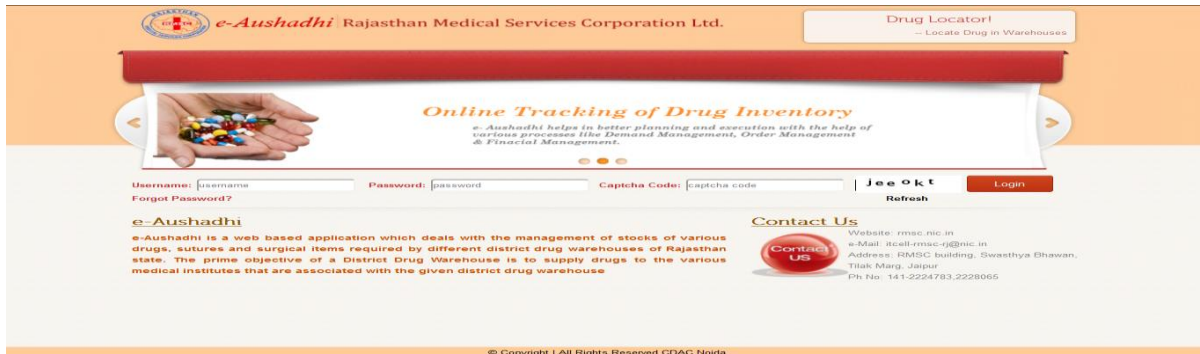 e-Aushadhi Rajasthan Medical Services Corporation Ltd.
Drug Locator!
-- Locate Drug in Warehouses
Online Tracking of Drug Inventory
e- Aushadhi helps in better planning and execution with the help of
various processes like Demand Management, Order Management
& Finacial Management.
Username: username Password: password Captcha Code: captcha code jeeokt Login
Forgot Password? Refresh
e-Aushadhi
e-Aushadhi is a web based application which deals with the management of stocks of various
drugs, sutures and surgical items required by different district drug warehouses of Rajasthan
state. The prime objective of a District Drug Warehouse is to supply drugs to the various
medical institutes that are associated with the given district drug warehouse
Contact Us
Contact
US
Website: rmsc.nic.in
e-Mail: itcell-rmsc-rj@nic.in
Address: RMSC building, Swasthya Bhawan,
Tilak Marg, Jaipur
Ph No: 141-2224783,2228065
© Copyright | All Rights Reserved CDAC Noida